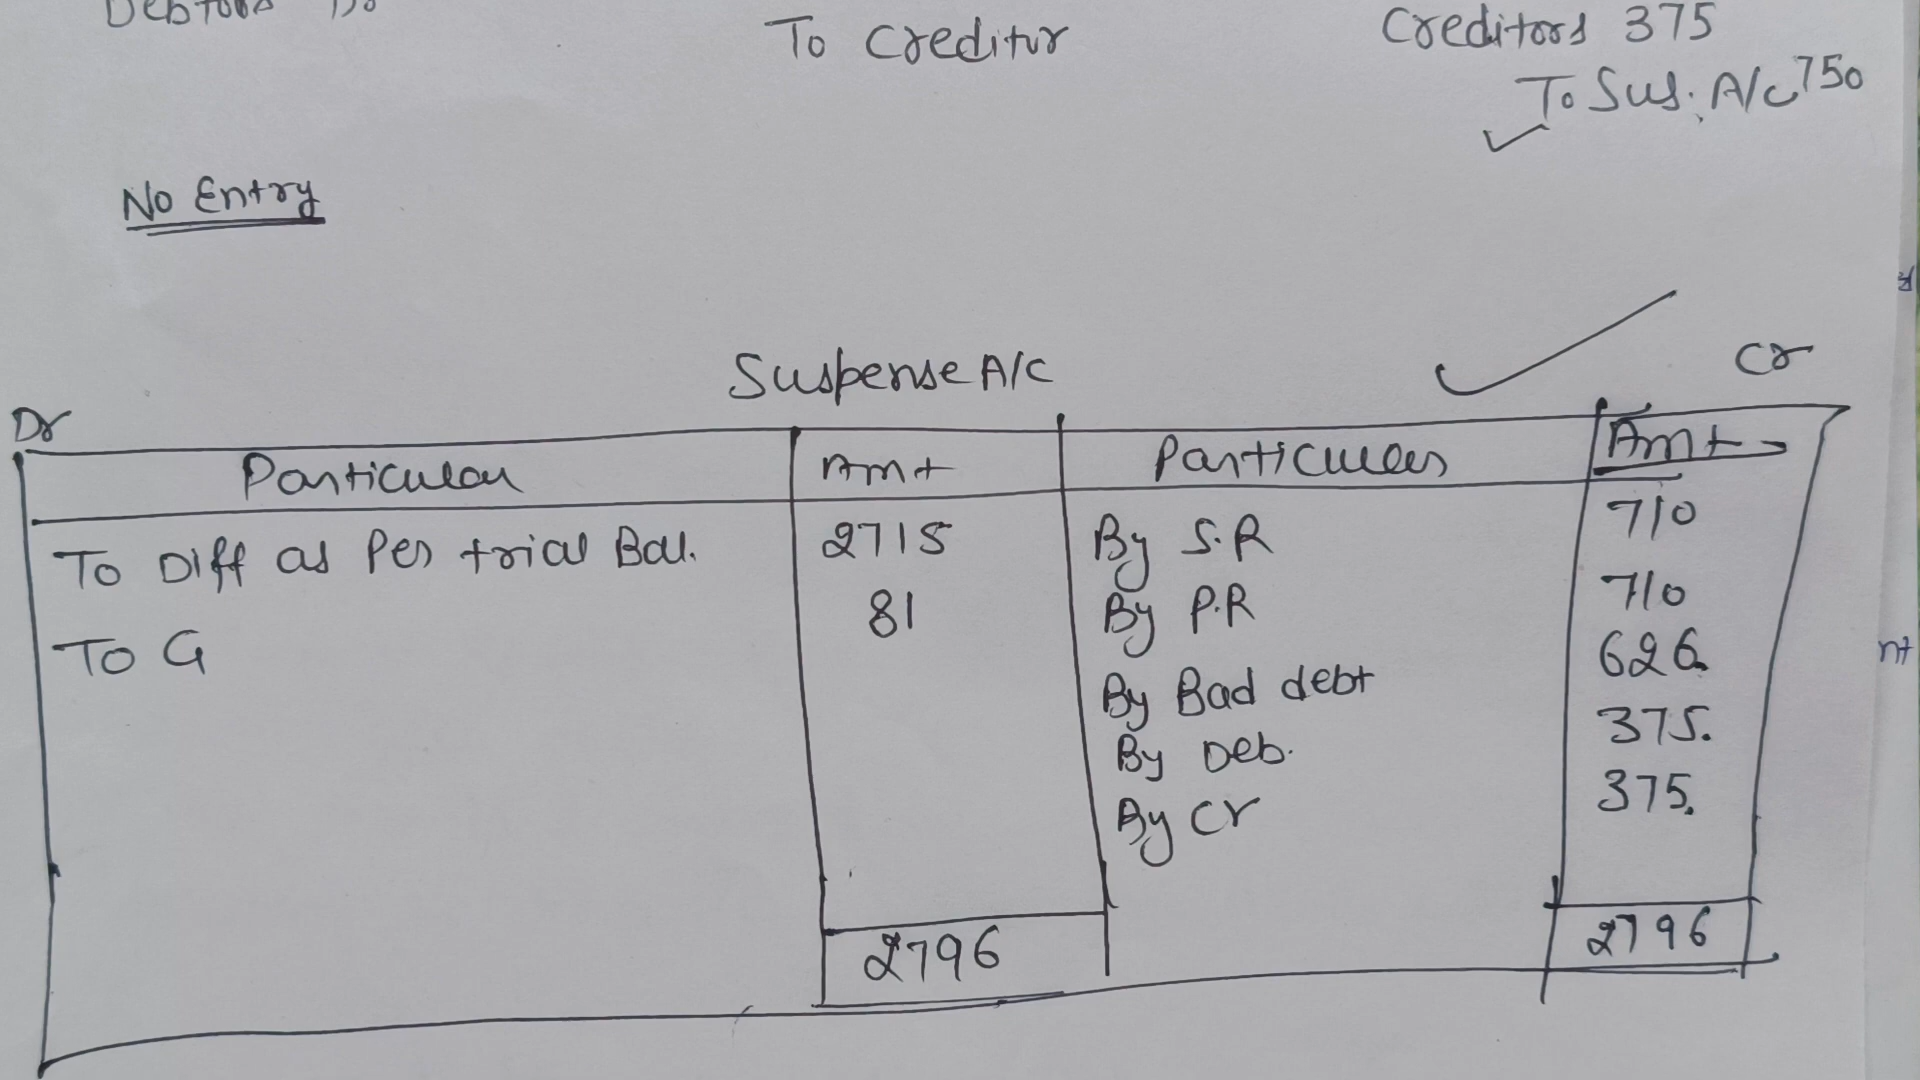 Debtors Dr
To Creditor
Creditors 375
To Sus. A/c 750
No Entry
Suspense A/C
Dr
Cr
Particular Amt Particulars Amt
To Diff as Per trial Bal. 2715 By S.R 710
To G 81 By P.R 710
By Bad debt 626
By Deb. 375.
By Cr 375.
2796 2796